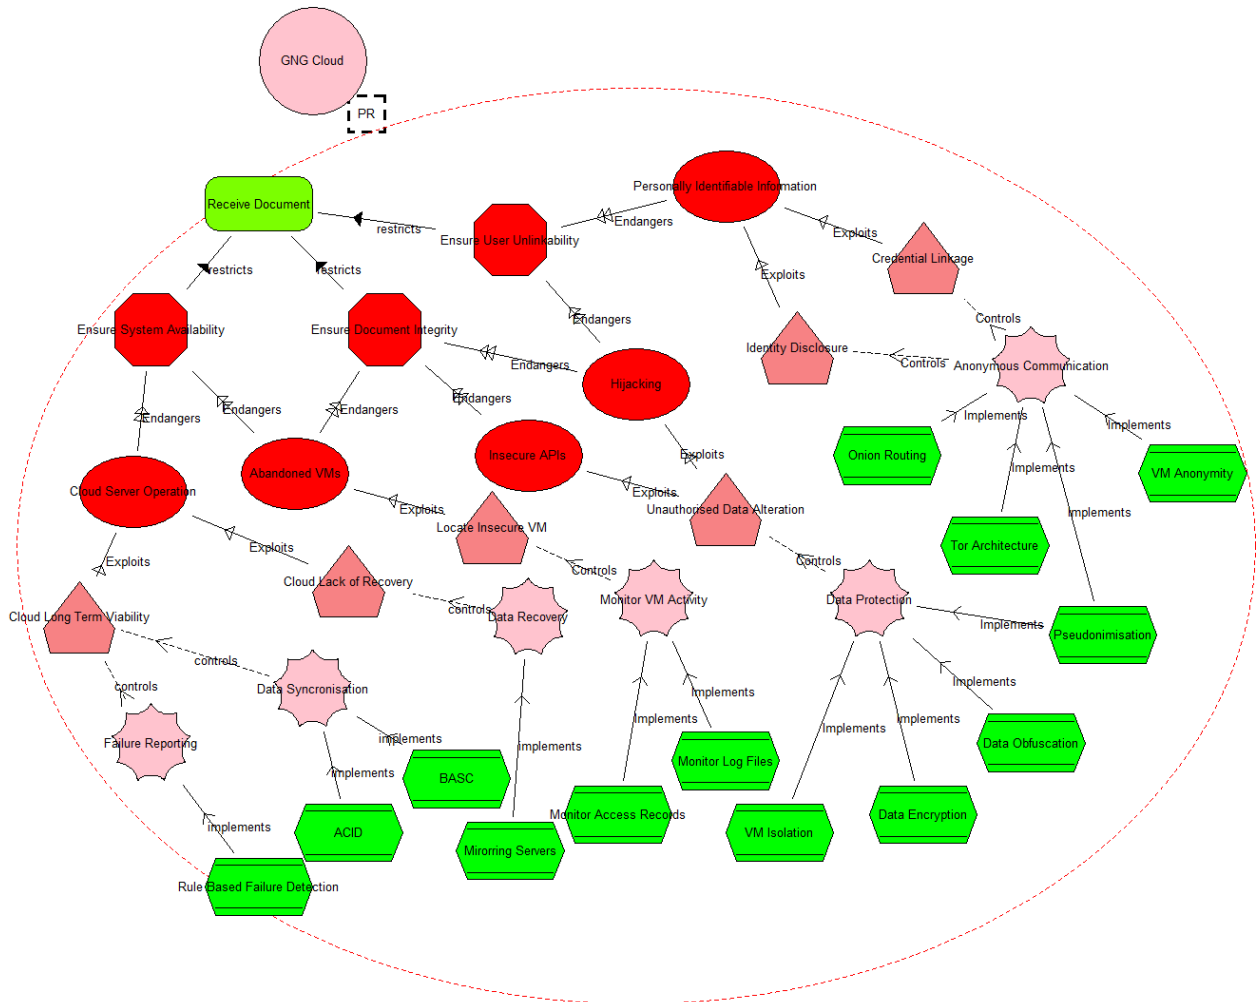 GNG Cloud
PR
Personally Identifiable Information
Receive Document
Endangers
restricts
Exploits
Ensure User Unlinkability
Credential Linkage
restricts
restricts
Exploits
Controls
Ensure System Availability
Ensure Document Integrity
Endangers
Identity Disclosure
Controls
Anonymous Communication
Endangers
Hijacking
Endangers
Endangers
Endangers
Endangers
Implements
Implements
Onion Routing
Insecure APIs
Exploits
Implements
Abandoned VMs
VM Anonymity
Cloud Server Operation
Exploits
Exploits
Unauthorised Data Alteration
Implements
Locate Insecure VM
Exploits
Tor Architecture
Exploits
Controls
Controls
Cloud Lack of Recovery
Monitor VM Activity
Data Protection
controls
Data Recovery
Cloud Long Term Viability
Implements
Pseudonimisation
controls
Implements
controls
Data Syncronisation
Implements
Implements
Implements
implements
Failure Reporting
implements
Data Obfuscation
Monitor Log Files
implements
BASC
Monitor Access Records
Data Encryption
implements
ACID
VM Isolation
Mirorring Servers
Rule Based Failure Detection